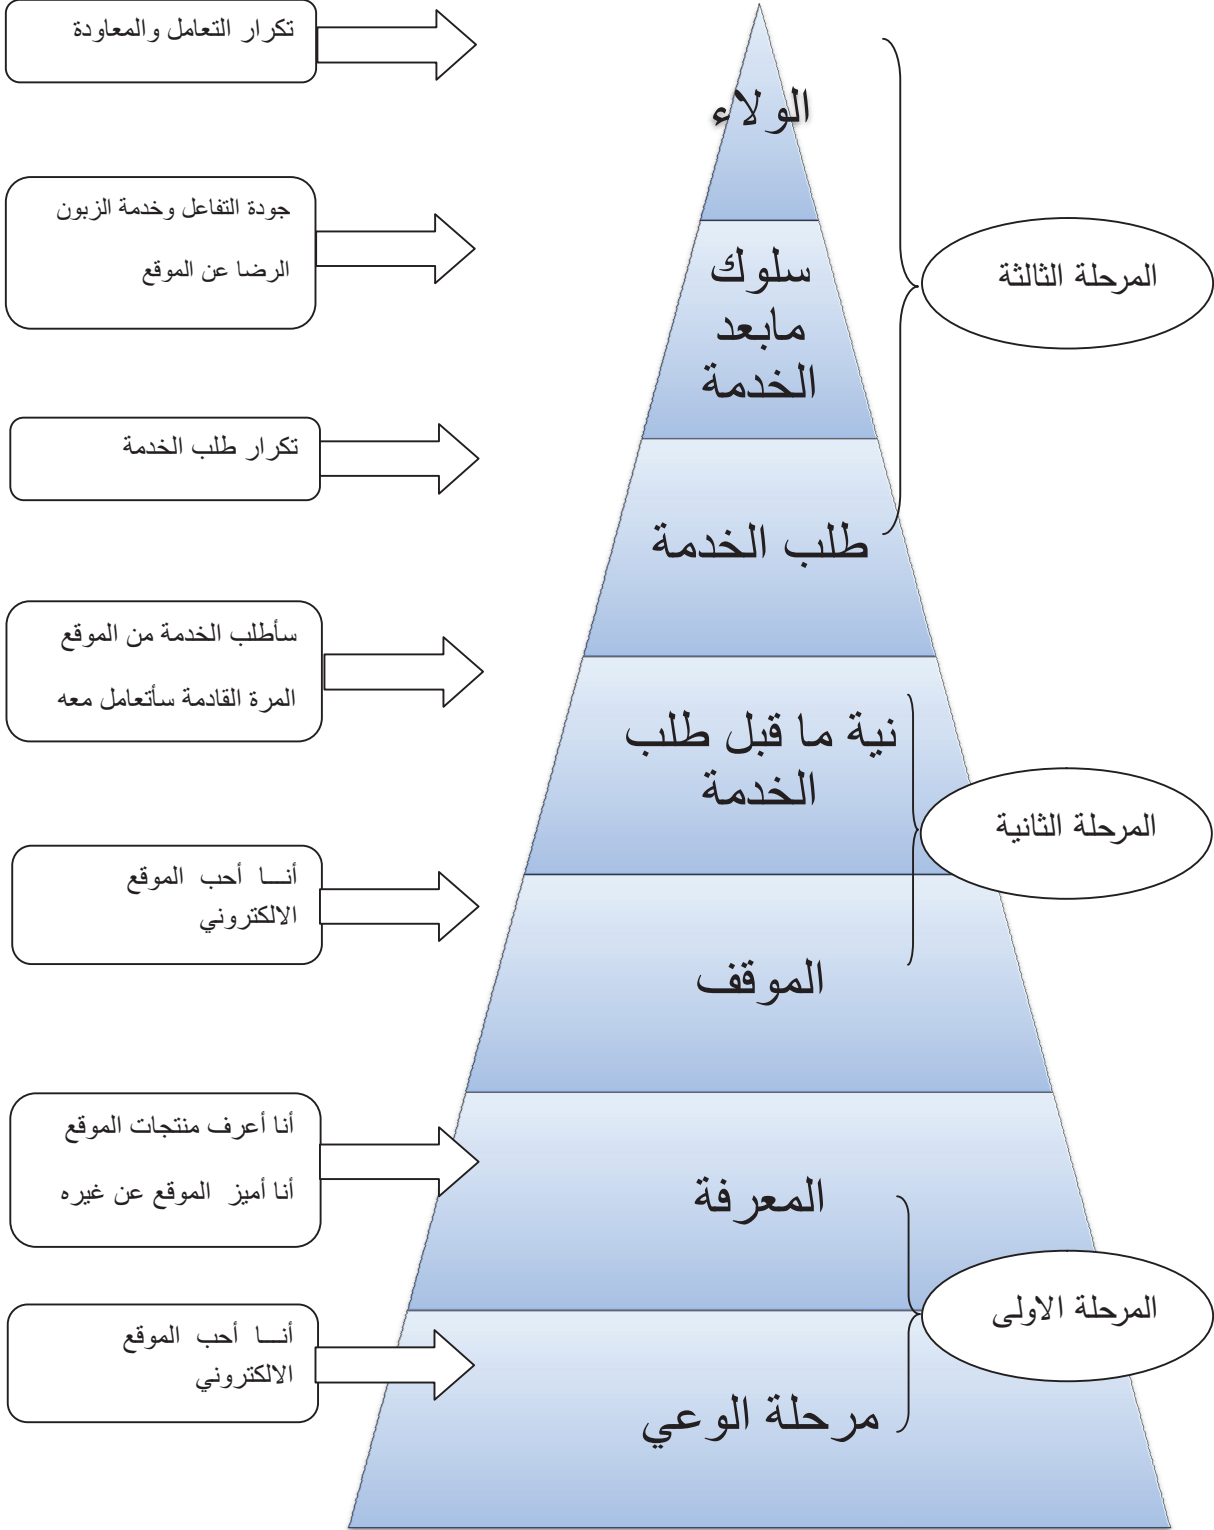 تكرار التعامل والمعاودة
الولاء
جودة التفاعل وخدمة الزبون
الرضا عن الموقع
سلوك
مابعد
الخدمة
المرحلة الثالثة
تكرار طلب الخدمة
طلب الخدمة
سأطلب الخدمة من الموقع
المرة القادمة سأتعامل معه
نية ما قبل طلب
الخدمة
المرحلة الثانية
أنـــا أحب الموقع
الالكتروني
الموقف
أنا أعرف منتجات الموقع
أنا أميز الموقع عن غيره
المعرفة
المرحلة الاولى
أنـــا أحب الموقع
الالكتروني
مرحلة الوعي